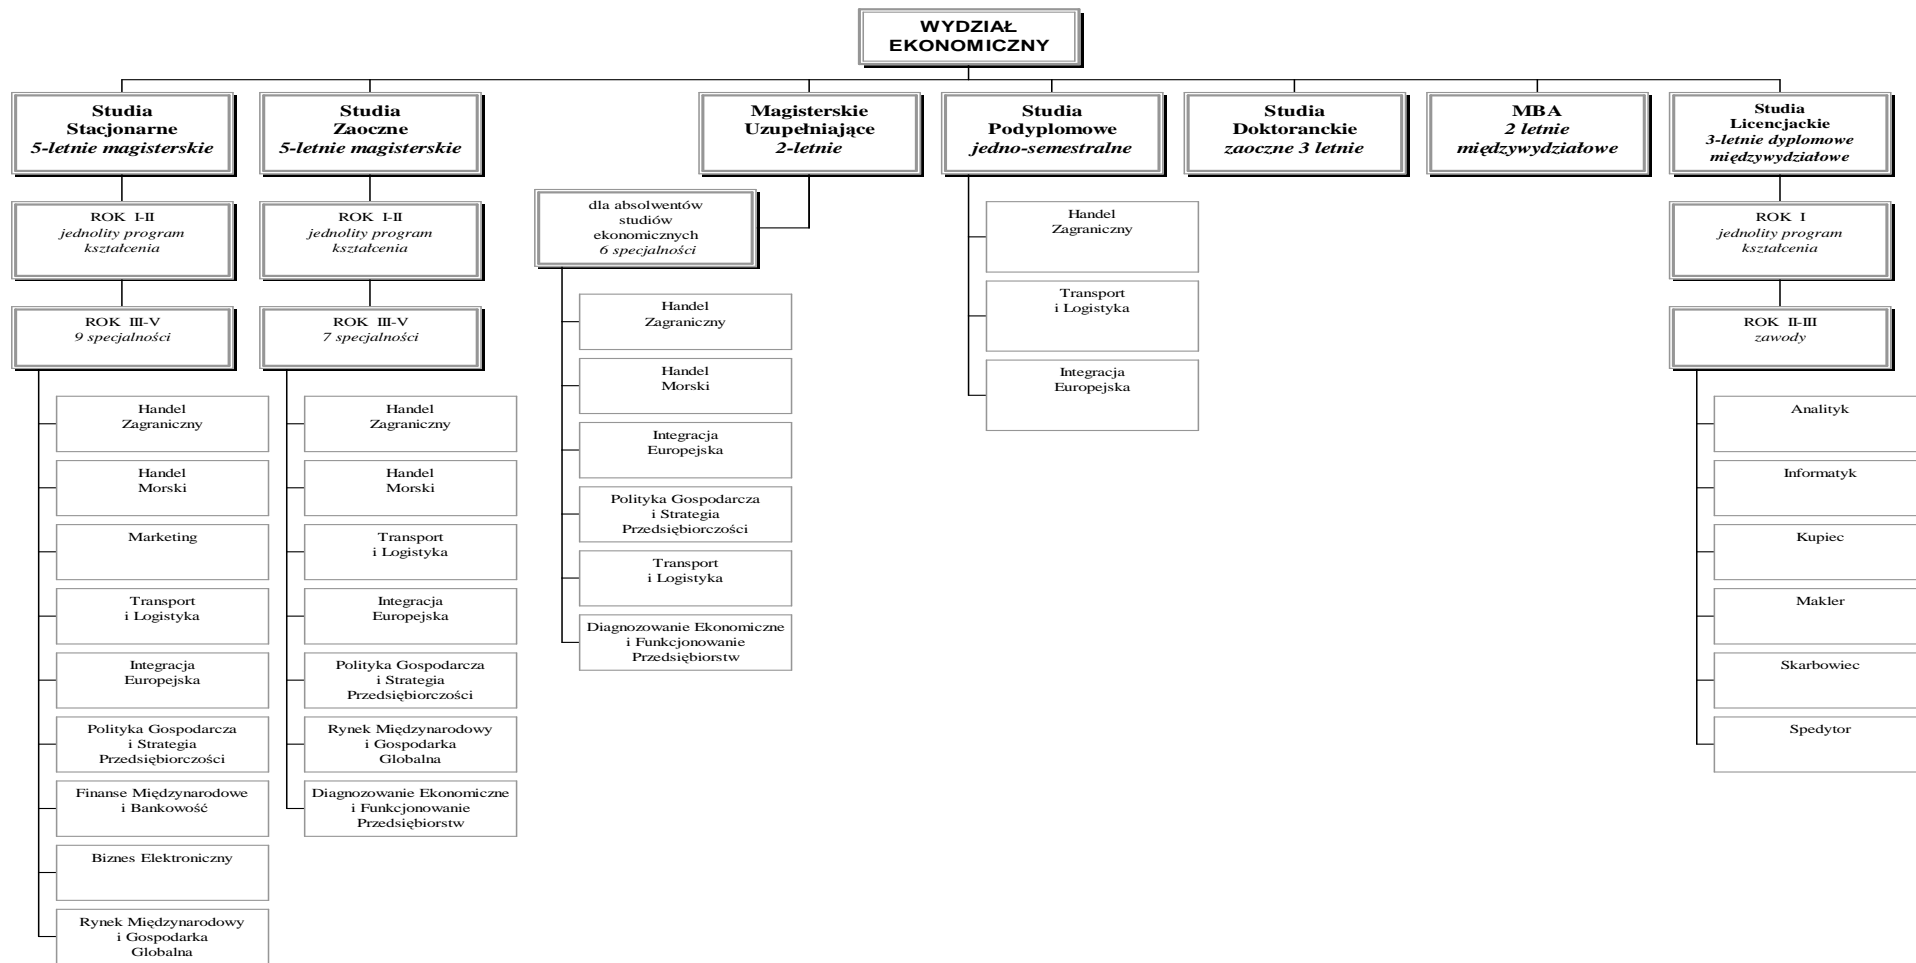 WYDZIAŁ
EKONOMICZNY
Studia
Stacjonarne
5-letnie magisterskie
ROK I-II
jednolity program
kształcenia
ROK III-V
9 specjalności
Handel
Zagraniczny
Handel
Morski
Marketing
Transport
i Logistyka
Integracja
Europejska
Polityka Gospodarcza
i Strategia
Przedsiębiorczości
Finanse Międzynarodowe
i Bankowość
Biznes Elektroniczny
Rynek Międzynarodowy
i Gospodarka
Globalna
Studia
Zaoczne
5-letnie magisterskie
ROK I-II
jednolity program
kształcenia
ROK III-V
7 specjalności
Handel
Zagraniczny
Handel
Morski
Transport
i Logistyka
Integracja
Europejska
Polityka Gospodarcza
i Strategia
Przedsiębiorczości
Rynek Międzynarodowy
i Gospodarka
Globalna
Diagnozowanie Ekonomiczne
i Funkcjonowanie
Przedsiębiorstw
Magisterskie
Uzupełniające
2-letnie
dla absolwentów
studiów
ekonomicznych
6 specjalności
Handel
Zagraniczny
Handel
Morski
Integracja
Europejska
Polityka Gospodarcza
i Strategia
Przedsiębiorczości
Transport
i Logistyka
Diagnozowanie Ekonomiczne
i Funkcjonowanie
Przedsiębiorstw
Studia
Podyplomowe
jedno-semestralne
Handel
Zagraniczny
Transport
i Logistyka
Integracja
Europejska
Studia
Doktoranckie
zaoczne 3 letnie
MBA
2 letnie
międzywydziałowe
Studia
Licencjackie
3-letnie dyplomowe
międzywydziałowe
ROK I
jednolity program
kształcenia
ROK II-III
zawody
Analityk
Informatyk
Kupiec
Makler
Skarbowiec
Spedytor